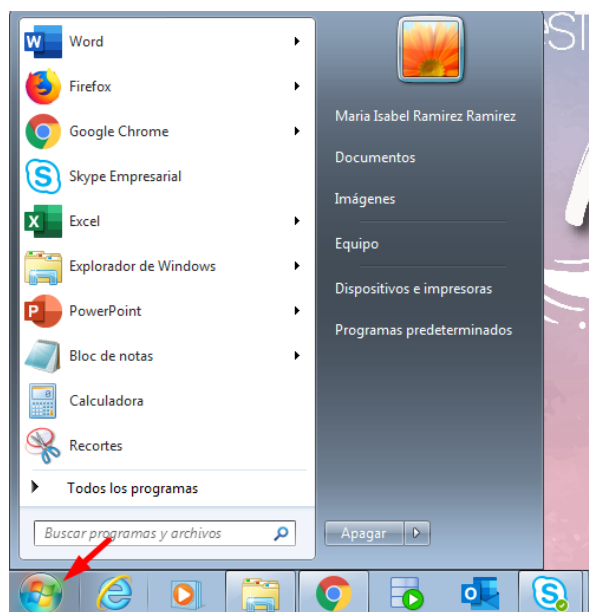 Word
Firefox
Google Chrome
Skype Empresarial
Excel
Explorador de Windows
PowerPoint
Bloc de notas
Calculadora
Recortes
Todos los programas
Buscar programas y archivos
Maria Isabel Ramirez Ramirez
Documentos
Imágenes
Equipo
Dispositivos e impresoras
Programas predeterminados
Apagar